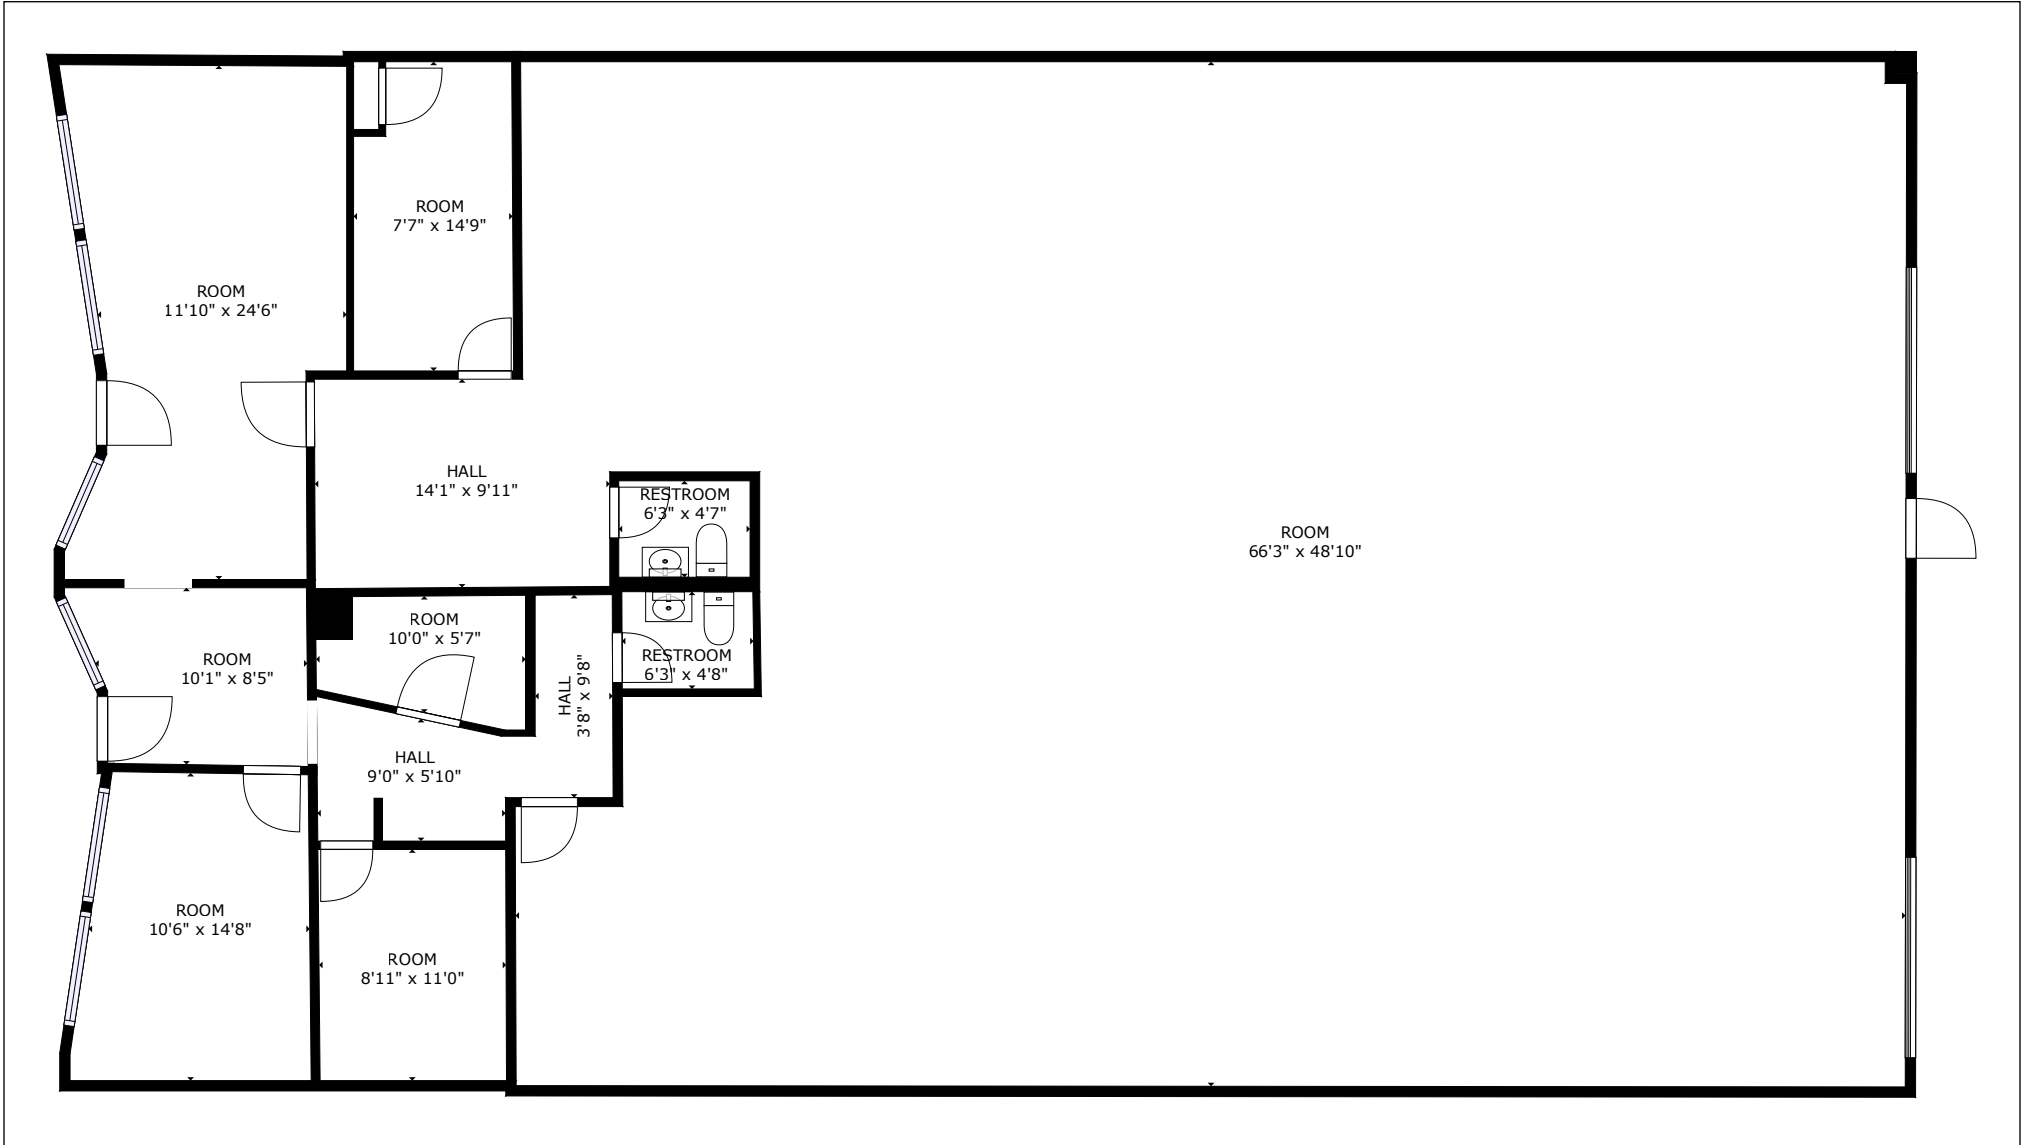 ROOM
7'7" x 14'9"
ROOM
11'10" x 24'6"
HALL
14'1" x 9'11"
RESTROOM
6'3" x 4'7"
ROOM
66'3" x 48'10"
ROOM
10'0" x 5'7"
ROOM
10'1" x 8'5"
HALL
3'8" x 9'8"
RESTROOM
6'3" x 4'8"
HALL
9'0" x 5'10"
ROOM
10'6" x 14'8"
ROOM
8'11" x 11'0"